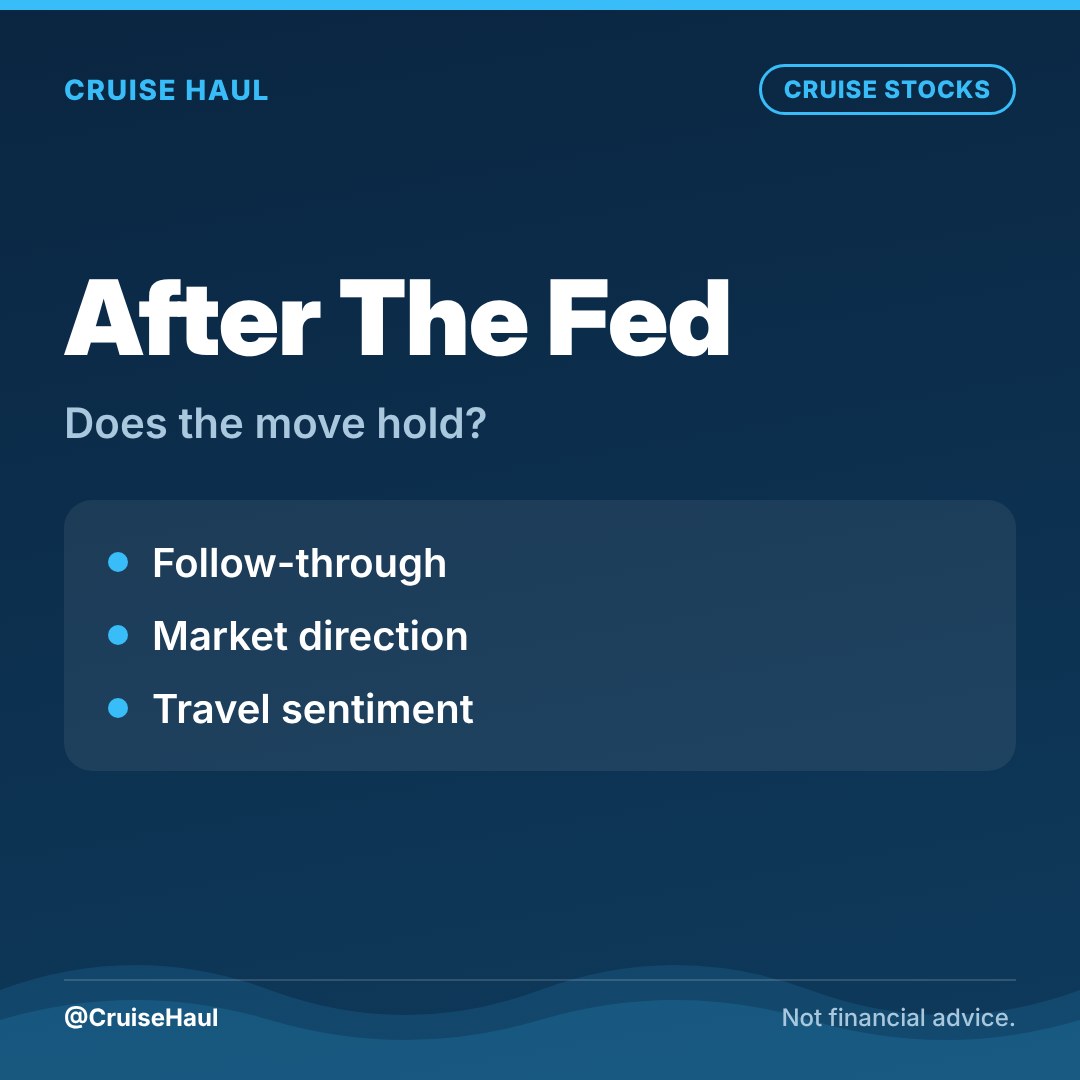 CRUISE HAUL
CRUISE STOCKS
After The Fed
Does the move hold?
Follow-through
Market direction
Travel sentiment
@CruiseHaul
Not financial advice.